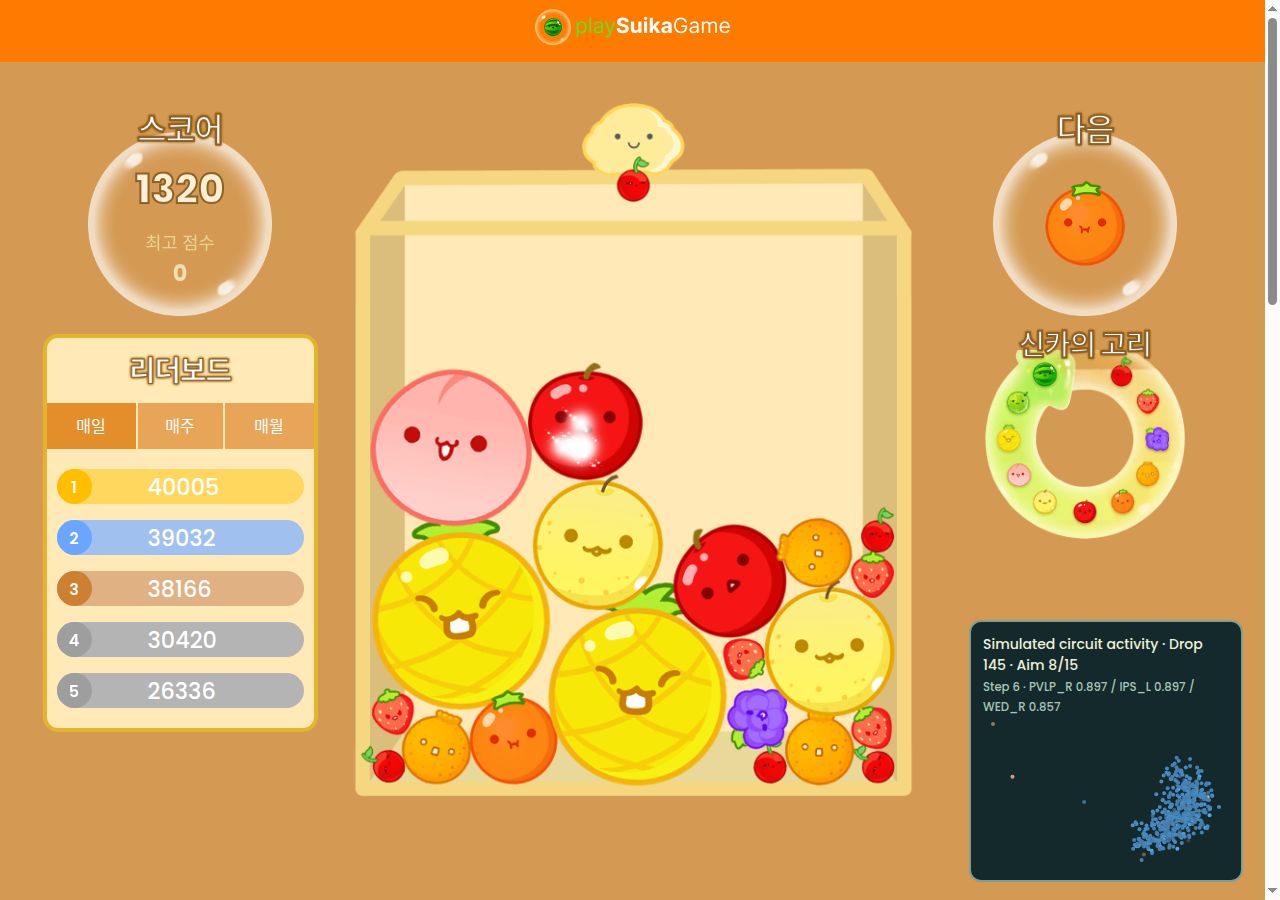 playSuikaGame
스코어
1320
최고 점수
0
다음
신카의 고리
리더보드
매일 매주 매월
1 40005
2 39032
3 38166
4 30420
5 26336
Simulated circuit activity · Drop
145 · Aim 8/15
Step 6 · PVLP_R 0.897 / IPS_L 0.897 /
WED_R 0.857